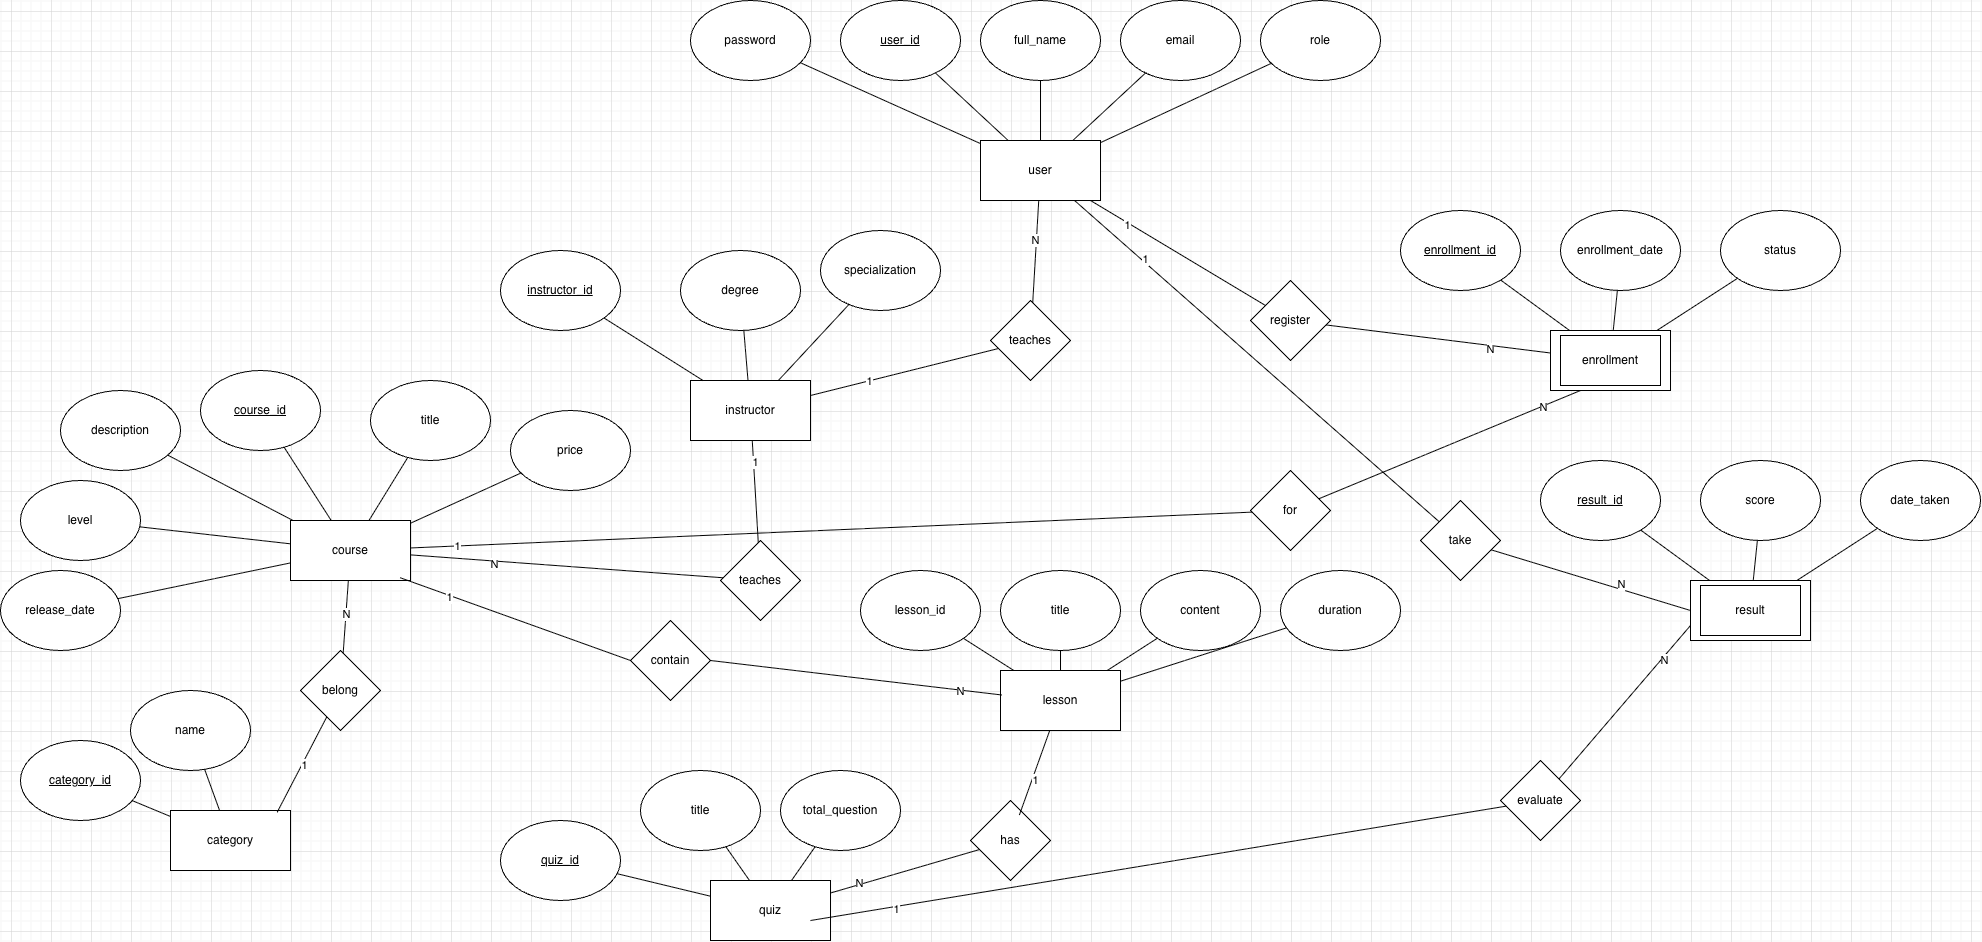 password
user_id
full_name
email
role
user
1
N
1
enrollment_id
enrollment_date
status
instructor_id
degree
specialization
register
teaches
N
enrollment
1
N
instructor
description
course_id
title
price
1
level
course
1
N
for
result_id
score
date_taken
take
teaches
N
release_date
1
N
lesson_id
title
content
duration
result
contain
N
belong
N
lesson
name
1
category_id
1
category
title
total_question
has
evaluate
quiz_id
N
quiz
1